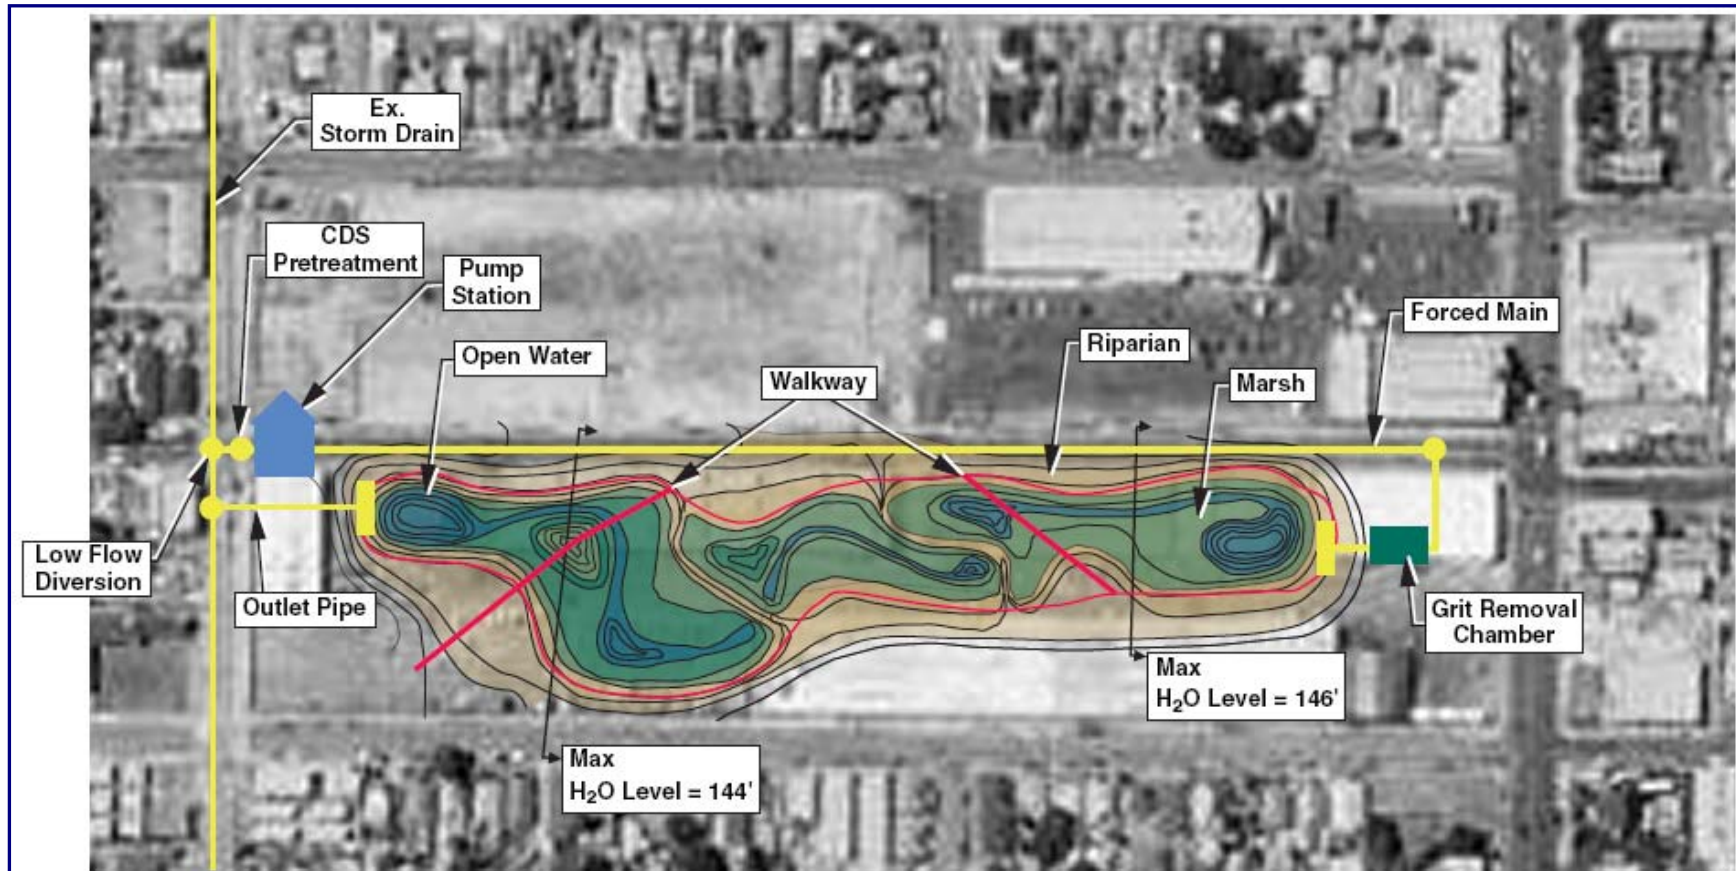 Ex.
Storm Drain
CDS
Pretreatment
Pump
Station
Open Water
Walkway
Riparian
Marsh
Forced Main
Low Flow
Diversion
Outlet Pipe
Grit Removal
Chamber
Max
H₂O Level = 146'
Max
H₂O Level = 144'